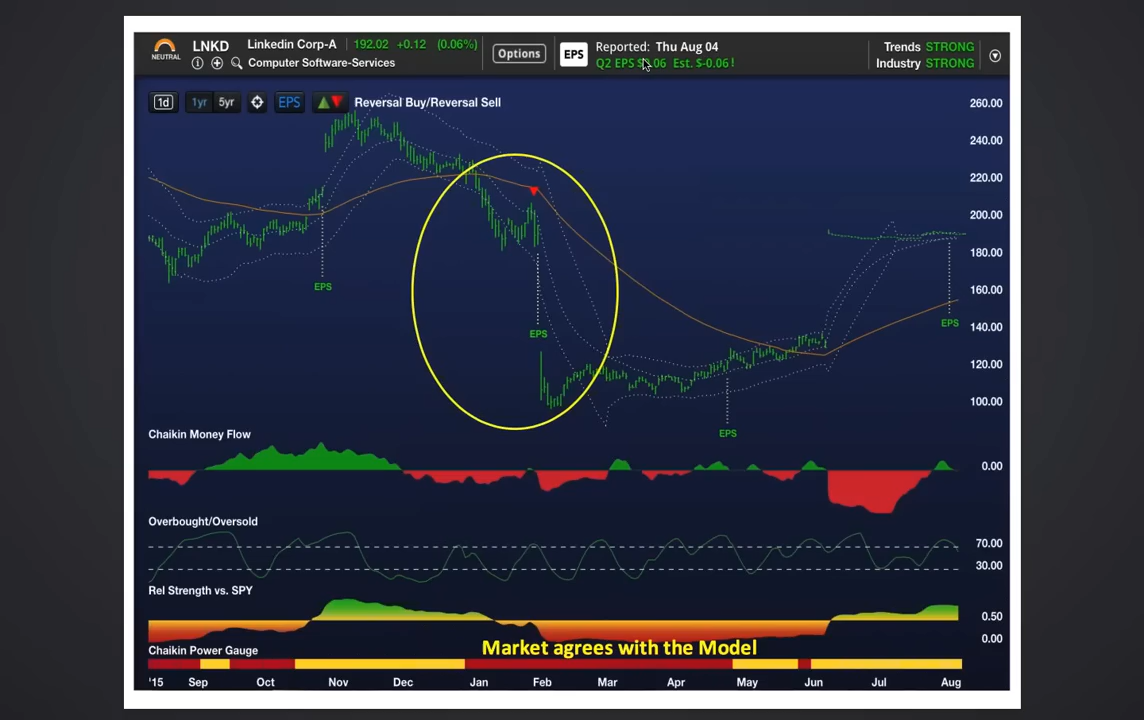 LNKD Linkedin Corp-A 192.02 +0.12 (0.06%)
NEUTRAL Computer Software-Services
Options
EPS Reported: Thu Aug 04
Q2 EPS .06 Est. $-0.06!
Trends STRONG
Industry STRONG
1d 1yr 5yr EPS Reversal Buy/Reversal Sell
260.00
240.00
220.00
200.00
180.00
160.00
140.00
120.00
100.00
EPS
EPS
EPS
EPS
Chaikin Money Flow
0.00
Overbought/Oversold
70.00
30.00
Rel Strength vs. SPY
0.50
0.00
Market agrees with the Model
Chaikin Power Gauge
'15 Sep Oct Nov Dec Jan Feb Mar Apr May Jun Jul Aug